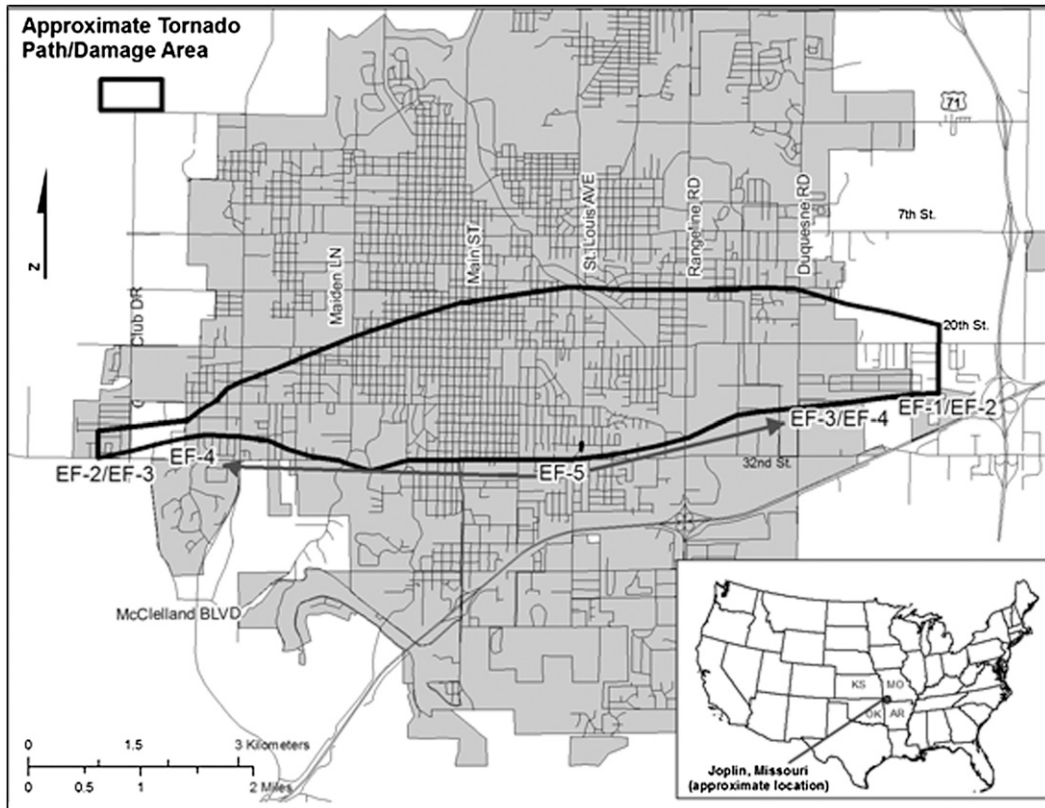 Approximate Tornado
Path/Damage Area
71
7th St.
St. Louis AVE
Rangeline RD
Duquesne RD
Main ST
Maiden LN
Club DR
z
20th St.
EF-1/EF-2
EF-3/EF-4
EF-4
EF-2/EF-3
EF-5
32nd St.
McClelland BLVD
KS
MO
OK
AR
0
1.5
3 Kilometers
0
0.5
1
2 Miles
Joplin, Missouri
(approximate location)